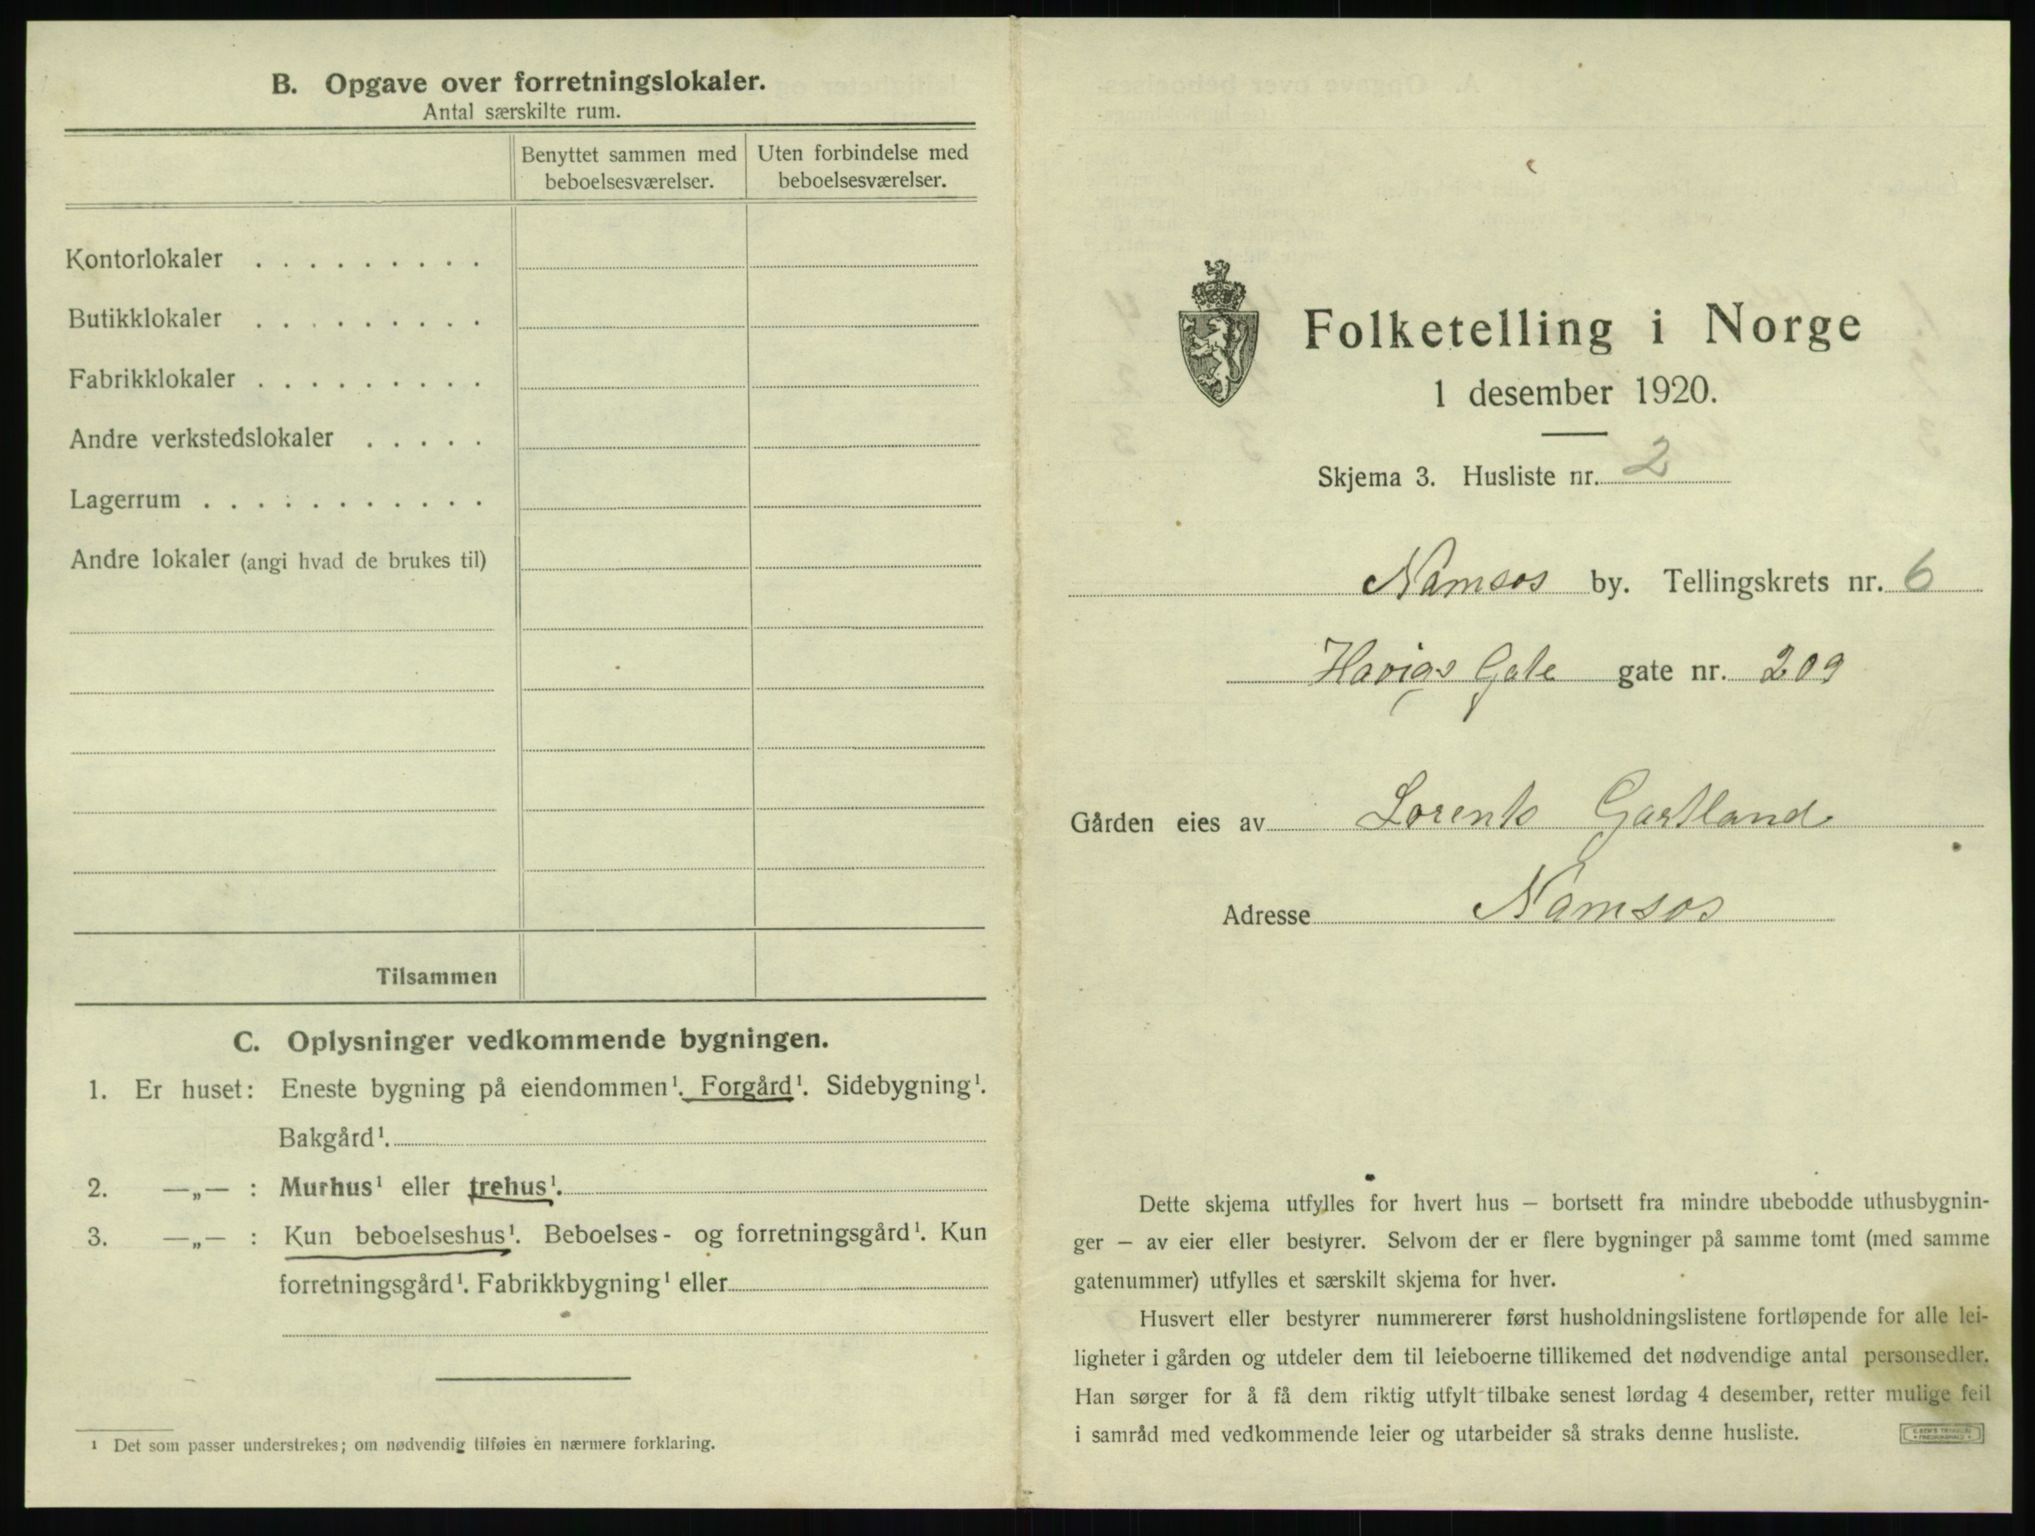 B. Opgave over forretningslokaler.
Antal særskilte rum.
Benyttet sammen med beboelsesværelser.
Uten forbindelse med beboelsesværelser.
Kontorlokaler . . . . . . . . .
Butikklokaler . . . . . . . . .
Fabrikklokaler . . . . . . . . .
Andre verkstedslokaler . . . . .
Lagerrum . . . . . . . . . . .
Andre lokaler (angi hvad de brukes til)
Tilsammen
C. Oplysninger vedkommende bygningen.
1. Er huset: Eneste bygning på eiendommen¹. Forgård¹. Sidebygning¹.
Bakgård¹.
2. —„— : Murhus¹ eller trehus¹.
3. —„— : Kun beboelseshus¹. Beboelses- og forretningsgård¹. Kun
forretningsgård¹. Fabrikkbygning¹ eller
¹ Det som passer understrekes; om nødvendig tilføies en nærmere forklaring.
Folketelling i Norge
1 desember 1920.
Skjema 3. Husliste nr. 2
Namsos by. Tellingskrets nr. 6
Havigs Gate gate nr. 209
Gården eies av Lorents Gartland
Adresse Namsos
Dette skjema utfylles for hvert hus — bortsett fra mindre ubebodde uthusbygnin-
ger — av eier eller bestyrer. Selvom der er flere bygninger på samme tomt (med samme
gatenummer) utfylles et særskilt skjema for hver.
Husvert eller bestyrer nummererer først husholdningslistene fortløpende for alle lei-
ligheter i gården og utdeler dem til leieboerne tillikemed det nødvendige antal personsedler.
Han sørger for å få dem riktig utfylt tilbake senest lørdag 4 desember, retter mulige feil
i samråd med vedkommende leier og utarbeider så straks denne husliste.